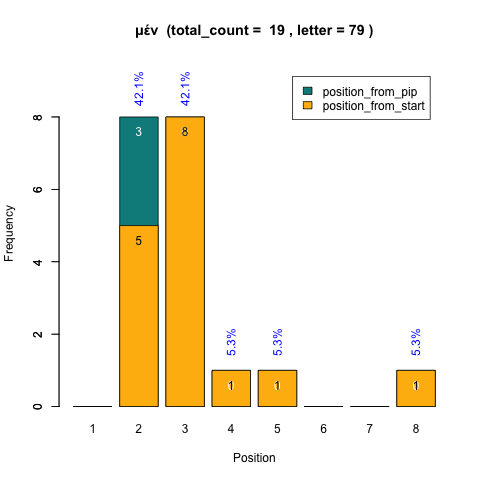 μέν (total_count = 19 , letter = 79 )
position_from_pip
position_from_start
42.1%
42.1%
5.3%
5.3%
5.3%
3
5
8
1
1
1
Frequency
0
2
4
6
8
1 2 3 4 5 6 7 8
Position